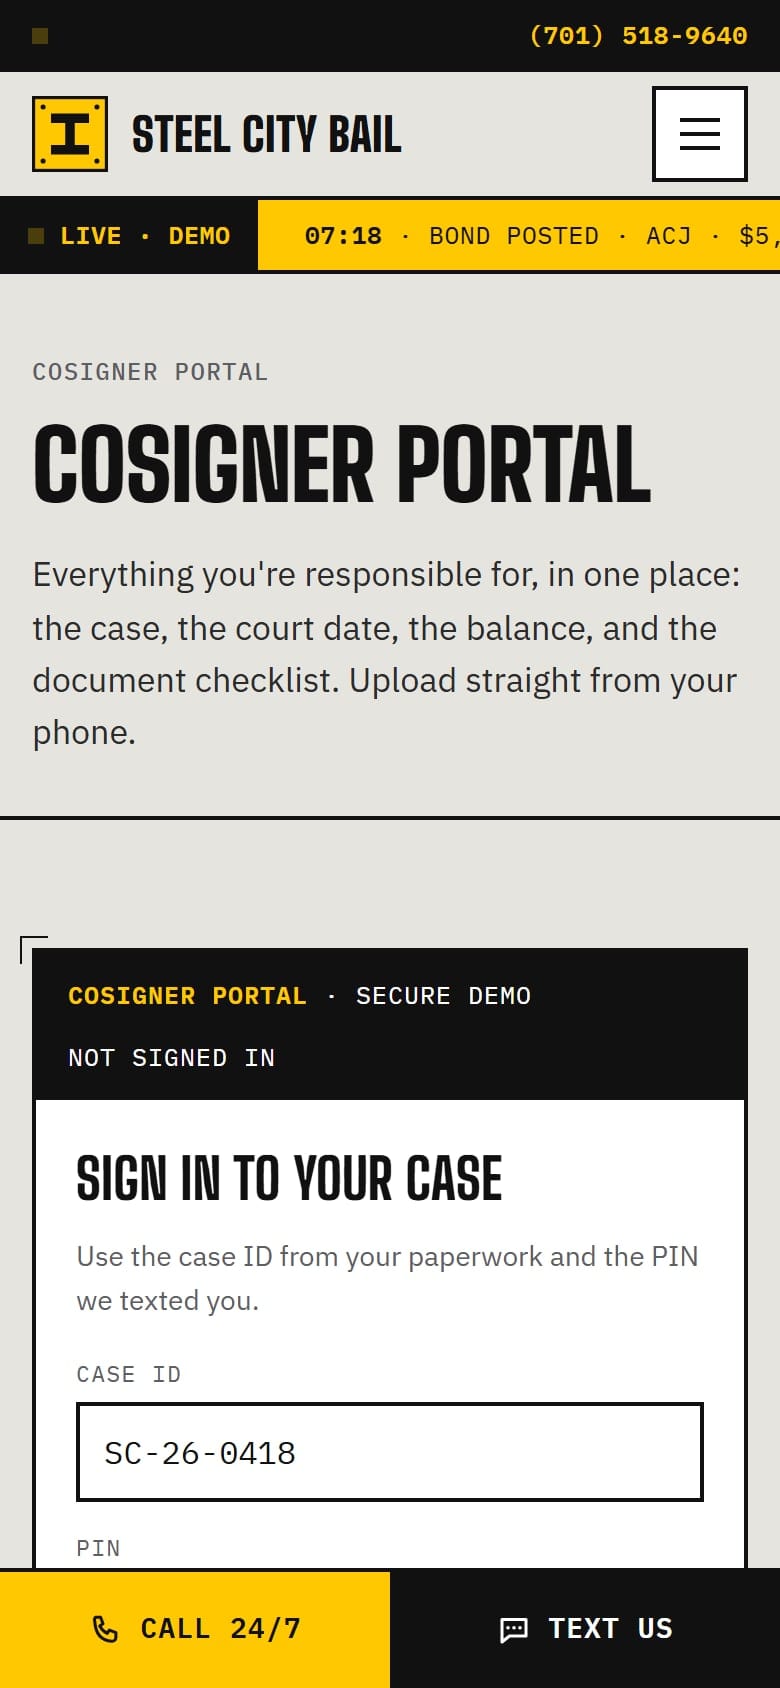 (701) 518-9640
STEEL CITY BAIL
LIVE · DEMO
07:18 · BOND POSTED · ACJ · $5,
COSIGNER PORTAL
COSIGNER PORTAL
Everything you're responsible for, in one place:
the case, the court date, the balance, and the
document checklist. Upload straight from your
phone.
COSIGNER PORTAL · SECURE DEMO
NOT SIGNED IN
SIGN IN TO YOUR CASE
Use the case ID from your paperwork and the PIN
we texted you.
CASE ID
SC-26-0418
PIN
CALL 24/7
TEXT US